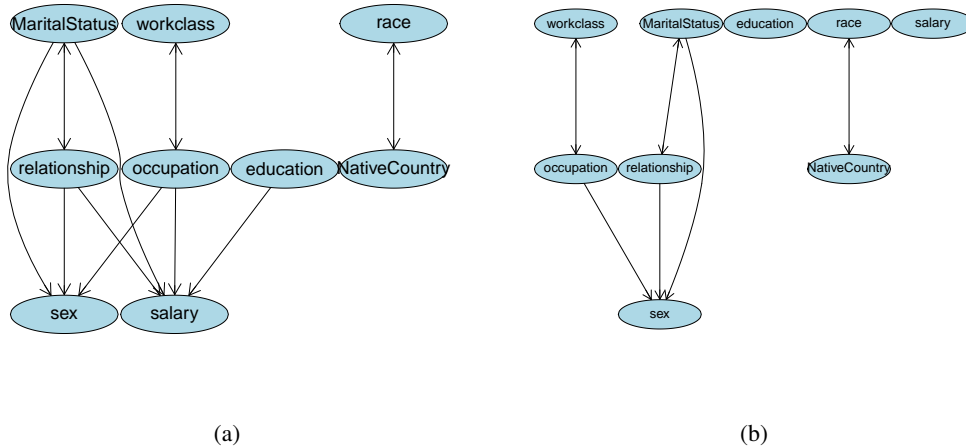 MaritalStatus workclass race
relationship occupation education NativeCountry
sex salary
(a)
workclass MaritalStatus education race salary
occupation relationship NativeCountry
sex
(b)